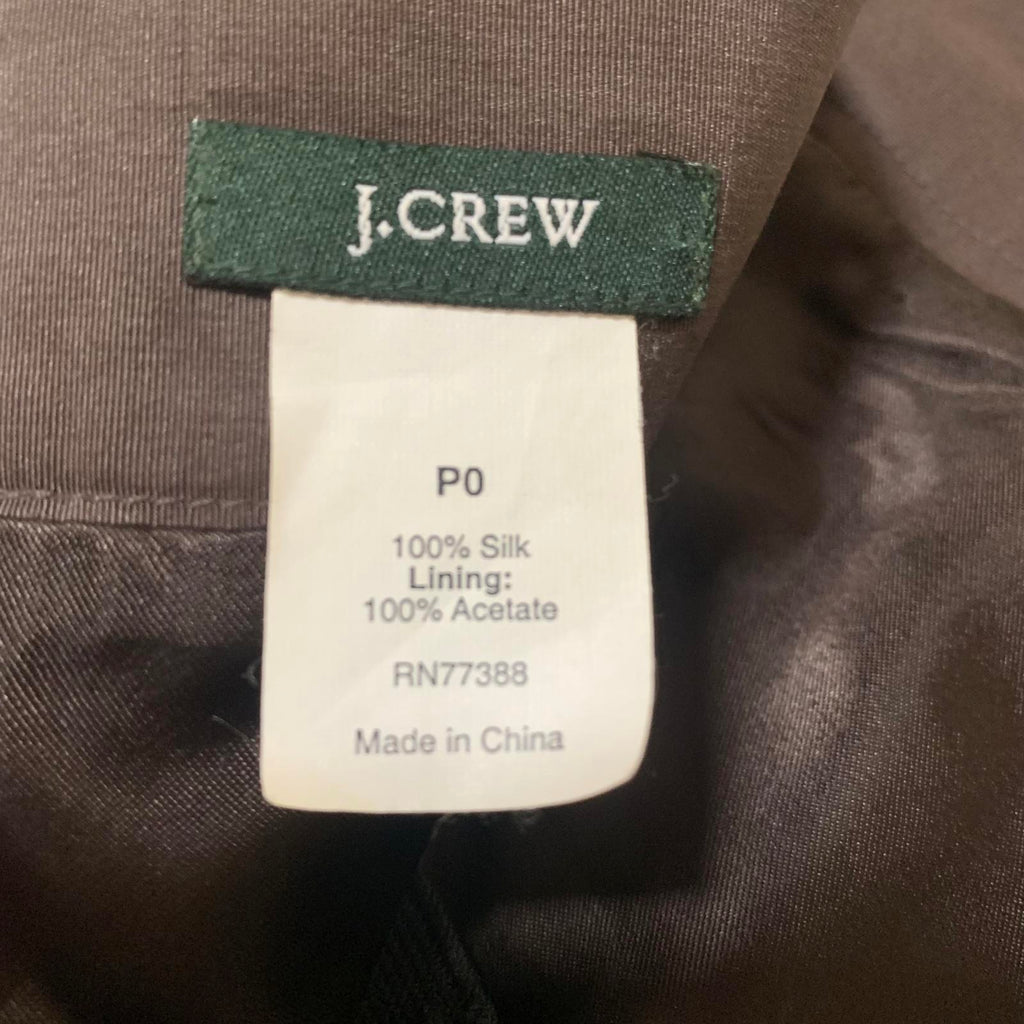 J.CREW
P0
100% Silk
Lining:
100% Acetate
RN77388
Made in China